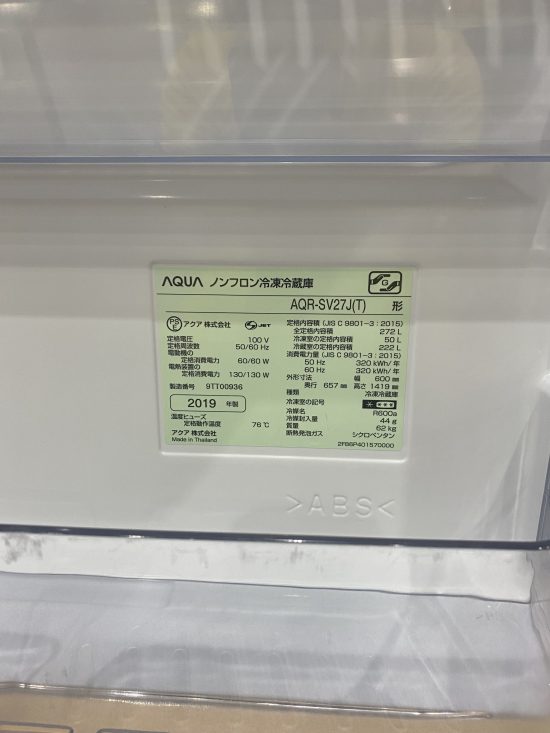 AQUA ノンフロン冷凍冷蔵庫
G
AQR-SV27J(T) 形
PS E アクア 株式会社 JET
定格電圧 100 V
定格周波数 50/60 Hz
電動機の
定格消費電力 60/60 W
電熱装置の
定格消費電力 130/130 W
製造番号 9TT00936
2019 年製
温度ヒューズ
定格動作温度 76 ℃
アクア 株式会社
Made in Thailand
定格内容積 (JIS C 9801-3 : 2015)
全定格内容積 272 L
冷凍室の定格内容積 50 L
冷蔵室の定格内容積 222 L
消費電力量 (JIS C 9801-3 : 2015)
50 Hz 320 kWh/年
60 Hz 320 kWh/年
外形寸法 幅 600 mm
奥行 657 mm 高さ 1419 mm
種類 冷凍冷蔵庫
冷凍室の記号 * ***
冷媒名 R600a
冷媒封入量 44 g
質量 62 kg
断熱発泡ガス シクロペンタン
2FB6P401570000
>ABS<